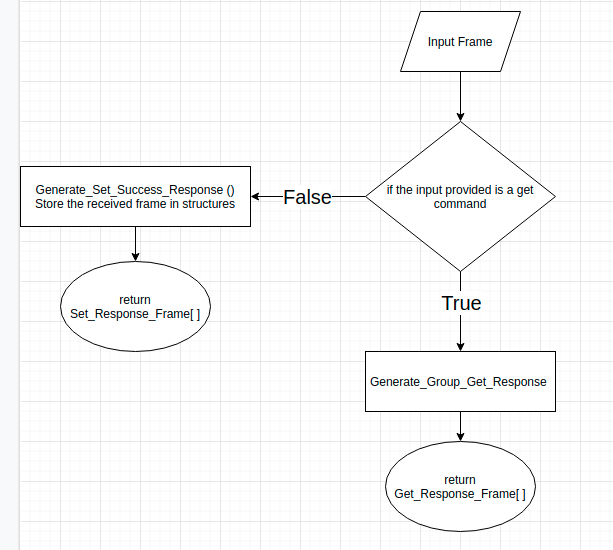 Input Frame
if the input provided is a get
command
False
Generate_Set_Success_Response ()
Store the received frame in structures
return
Set_Response_Frame[ ]
True
Generate_Group_Get_Response
return
Get_Response_Frame[ ]